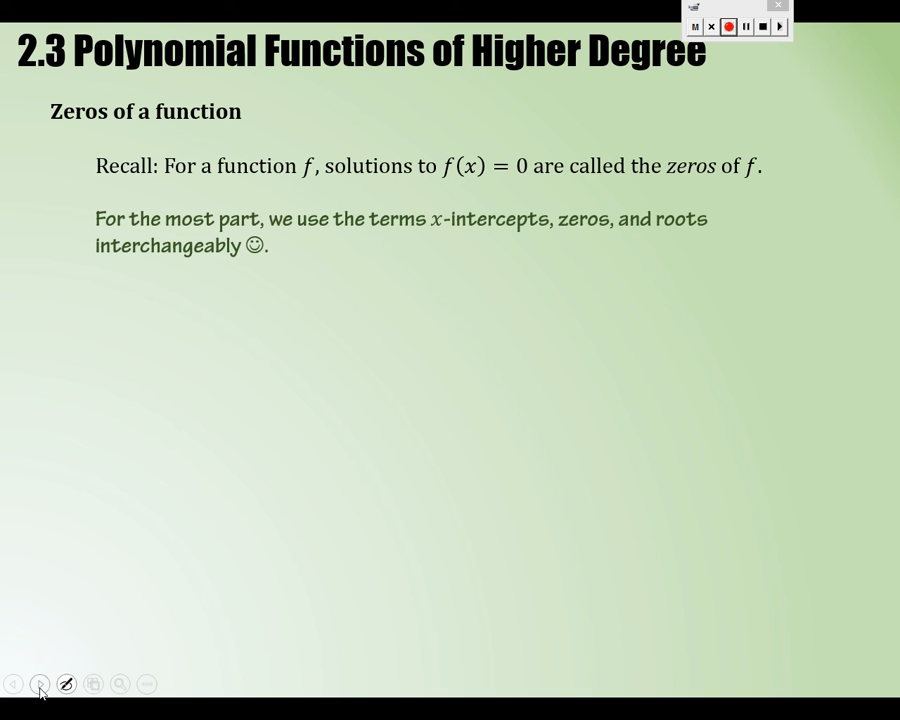 2.3 Polynomial Functions of Higher Degree
Zeros of a function
Recall: For a function f, solutions to f(x) = 0 are called the zeros of f.
For the most part, we use the terms x-intercepts, zeros, and roots
interchangeably ☺.
M